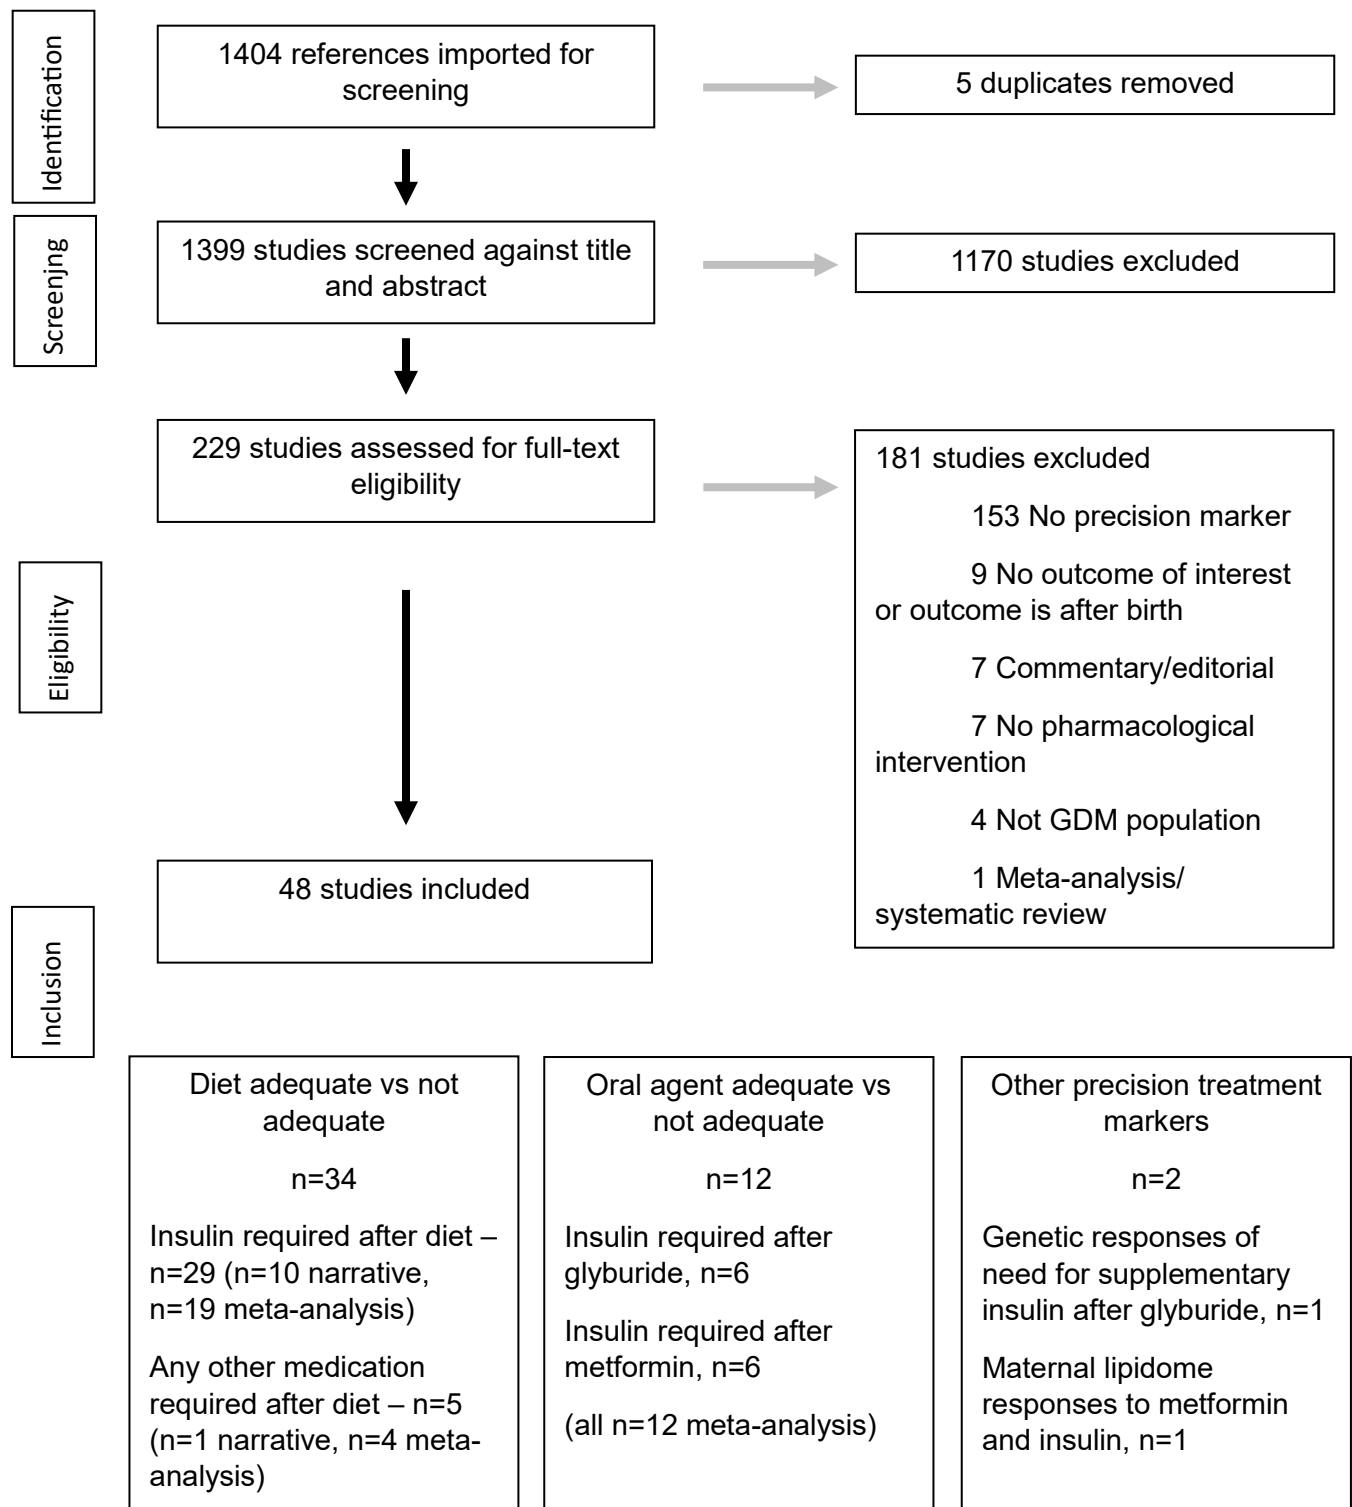 Identification
1404 references imported for
screening
5 duplicates removed
Screenjng
1399 studies screened against title
and abstract
1170 studies excluded
229 studies assessed for full-text
eligibility
181 studies excluded
153 No precision marker
9 No outcome of interest
or outcome is after birth
7 Commentary/editorial
7 No pharmacological
intervention
4 Not GDM population
1 Meta-analysis/
systematic review
Eligibility
48 studies included
Inclusion
Diet adequate vs not
adequate
n=34
Insulin required after diet –
n=29 (n=10 narrative,
n=19 meta-analysis)
Any other medication
required after diet – n=5
(n=1 narrative, n=4 meta-
analysis)
Oral agent adequate vs
not adequate
n=12
Insulin required after
glyburide, n=6
Insulin required after
metformin, n=6
(all n=12 meta-analysis)
Other precision treatment
markers
n=2
Genetic responses of
need for supplementary
insulin after glyburide, n=1
Maternal lipidome
responses to metformin
and insulin, n=1